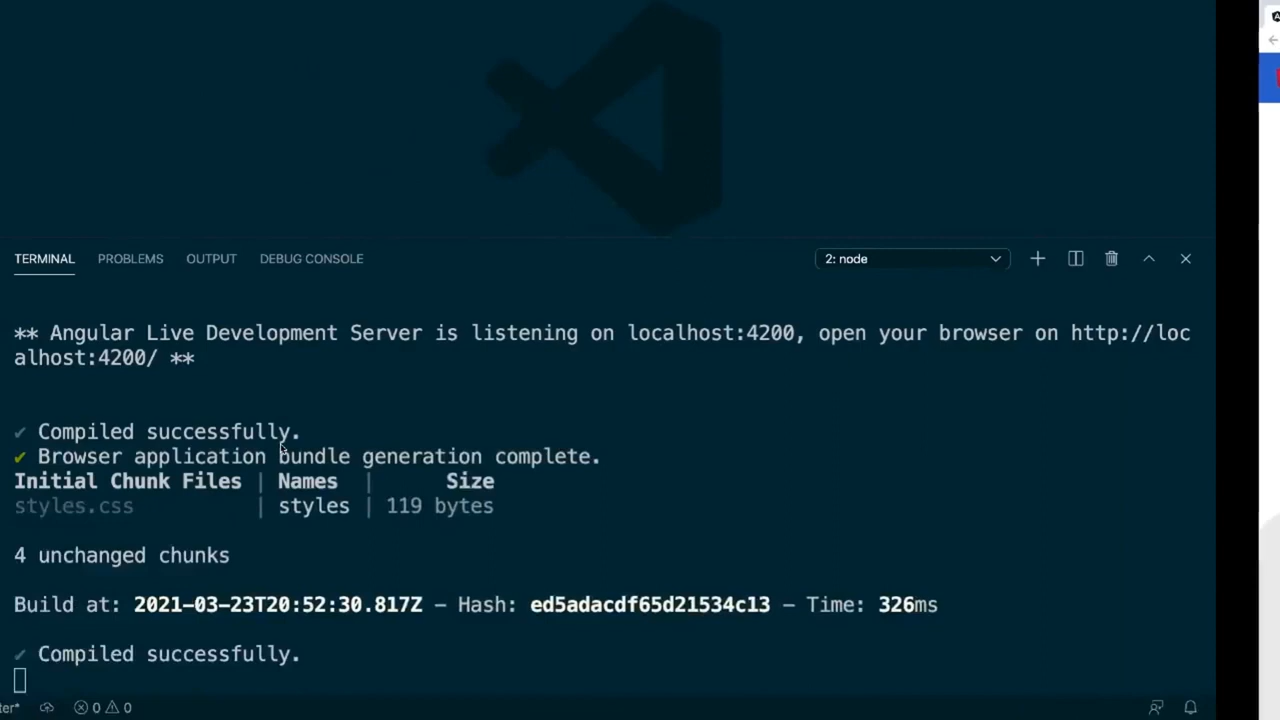 TERMINAL PROBLEMS OUTPUT DEBUG CONSOLE 2: node
** Angular Live Development Server is listening on localhost:4200, open your browser on http://loc
alhost:4200/ **
✔ Compiled successfully.
✔ Browser application bundle generation complete.
Initial Chunk Files | Names | Size
styles.css | styles | 119 bytes
4 unchanged chunks
Build at: 2021-03-23T20:52:30.817Z - Hash: ed5adacdf65d21534c13 - Time: 326ms
✔ Compiled successfully.
ter* 0 0